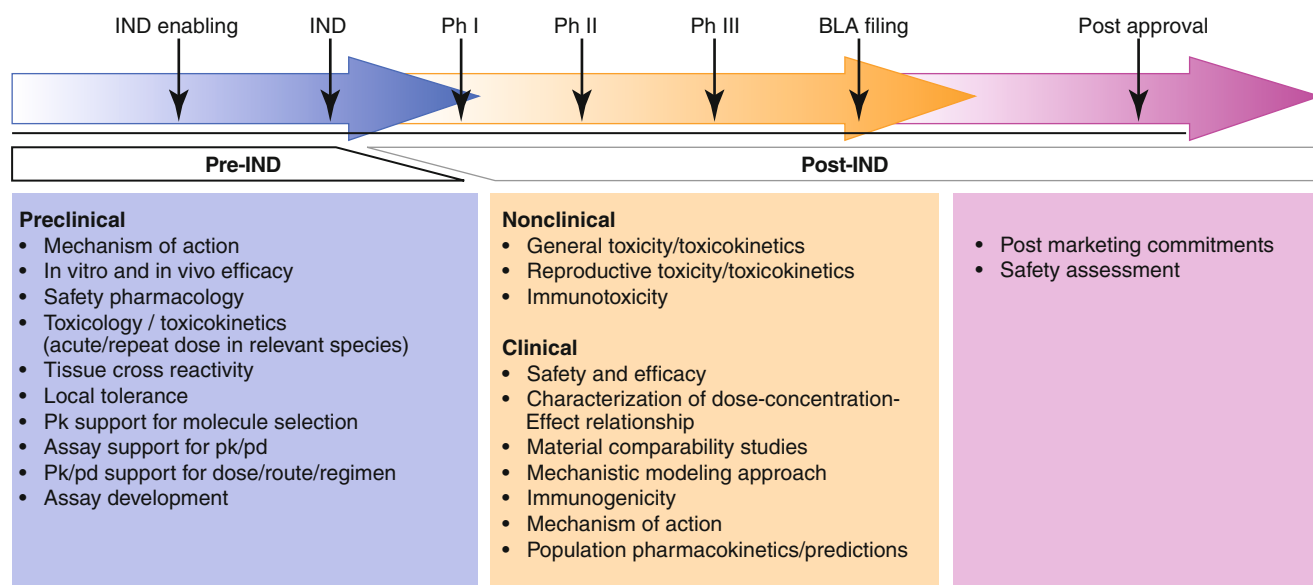 IND enabling
IND
Ph I
Ph II
Ph III
BLA filing
Post approval
Pre-IND
Post-IND
Preclinical
• Mechanism of action
• In vitro and in vivo efficacy
• Safety pharmacology
• Toxicology / toxicokinetics
(acute/repeat dose in relevant species)
• Tissue cross reactivity
• Local tolerance
• Pk support for molecule selection
• Assay support for pk/pd
• Pk/pd support for dose/route/regimen
• Assay development
Nonclinical
• General toxicity/toxicokinetics
• Reproductive toxicity/toxicokinetics
• Immunotoxicity
Clinical
• Safety and efficacy
• Characterization of dose-concentration-
Effect relationship
• Material comparability studies
• Mechanistic modeling approach
• Immunogenicity
• Mechanism of action
• Population pharmacokinetics/predictions
• Post marketing commitments
• Safety assessment